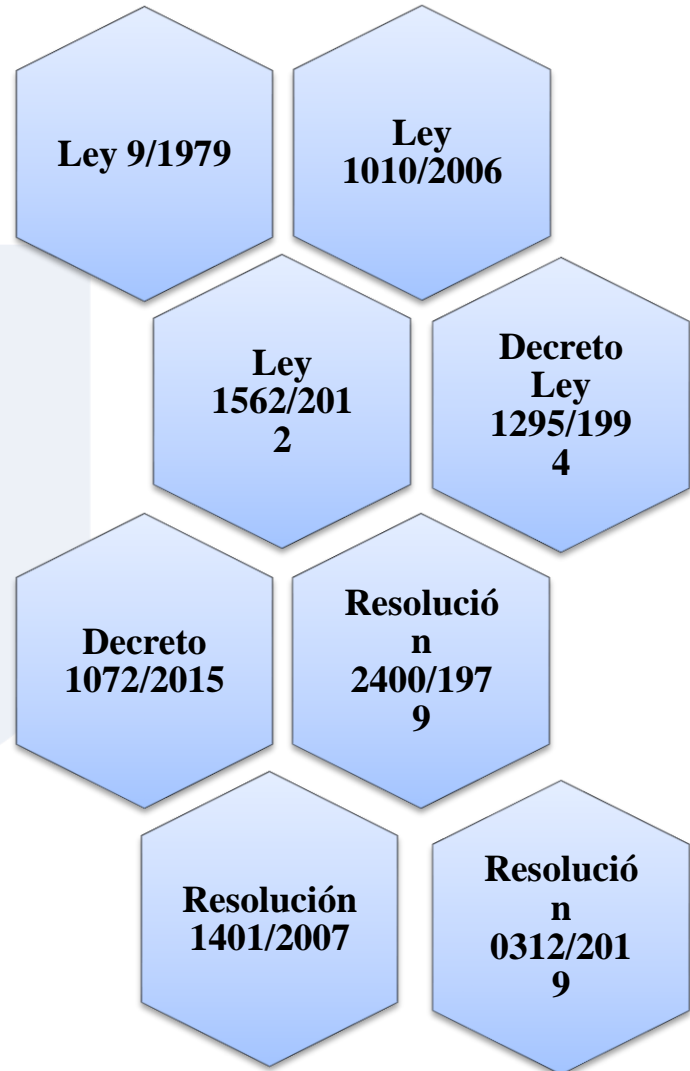 Ley 9/1979
Ley
1010/2006
Ley
1562/201
2
Decreto
Ley
1295/199
4
Decreto
1072/2015
Resolució
n
2400/197
9
Resolución
1401/2007
Resolució
n
0312/201
9